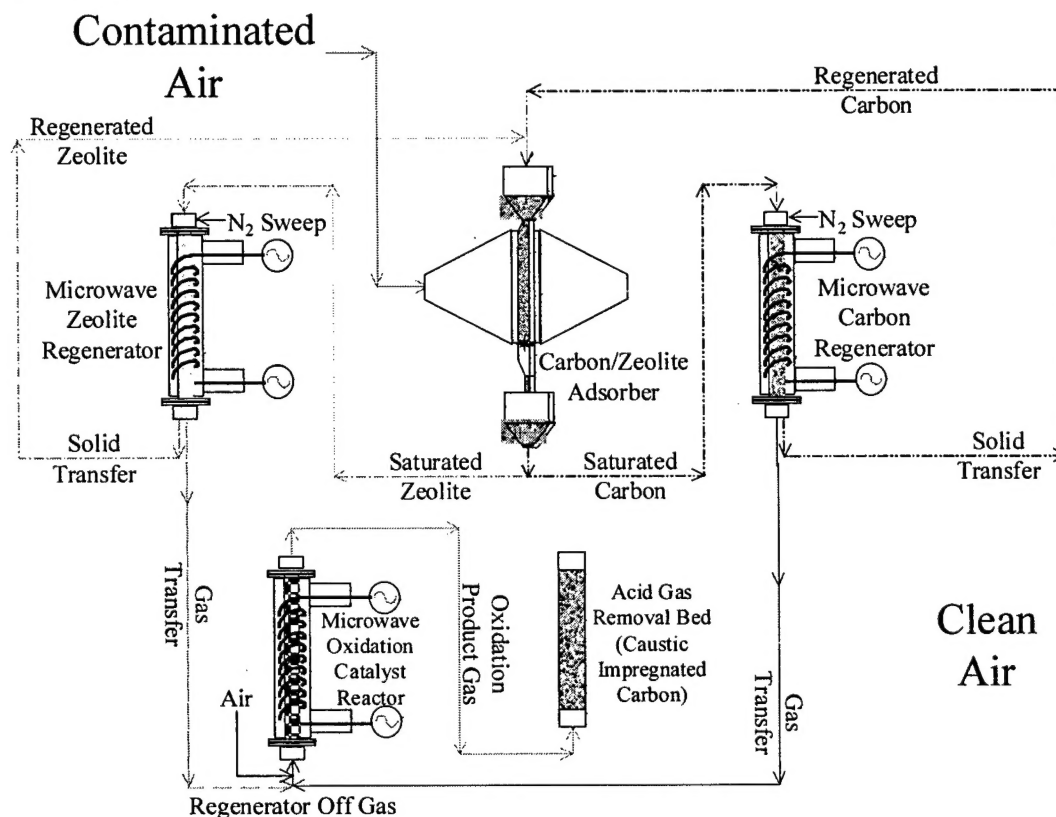 Contaminated
Air
Regenerated
Carbon
Regenerated
Zeolite
N2 Sweep
N2 Sweep
Microwave
Zeolite
Regenerator
Microwave
Carbon
Regenerator
Carbon/Zeolite
Adsorber
Solid
Transfer
Saturated
Zeolite
Saturated
Carbon
Solid
Transfer
Gas
Transfer
Microwave
Oxidation
Catalyst
Reactor
Oxidation
Product Gas
Acid Gas
Removal Bed
(Caustic
Impregnated
Carbon)
Gas
Transfer
Clean
Air
Air
Regenerator Off Gas